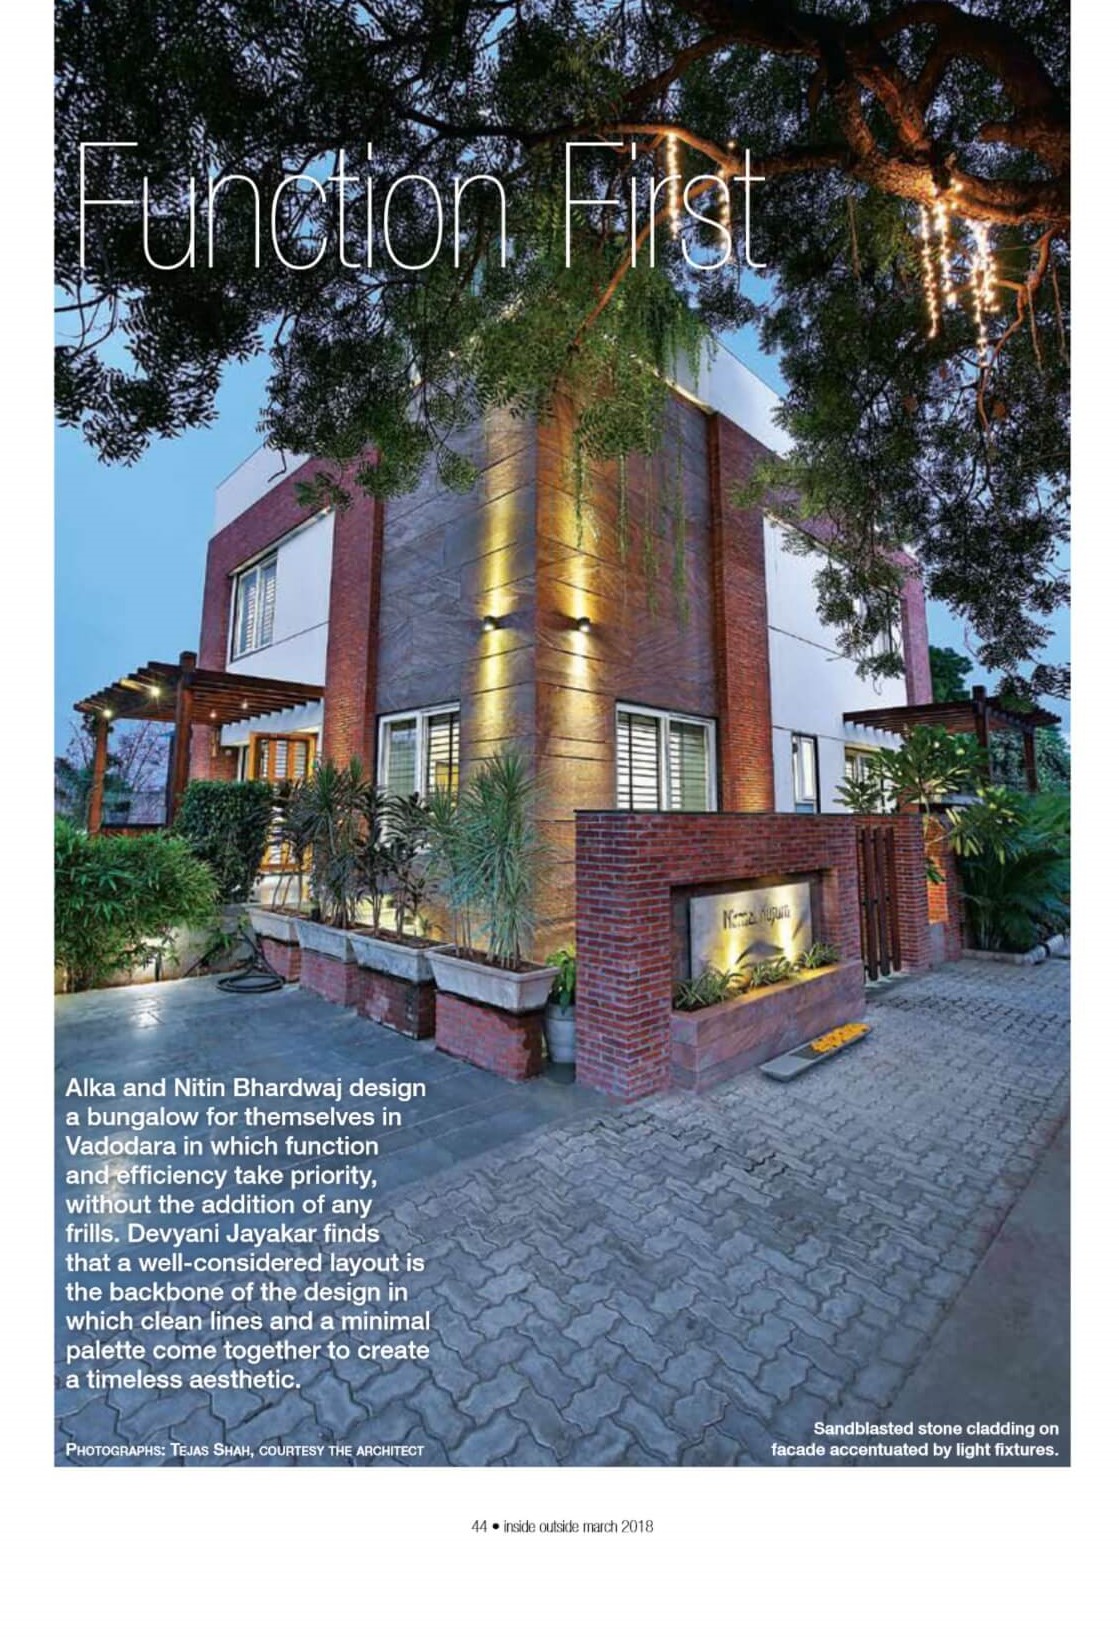 Function First
Alka and Nitin Bhardwaj design
a bungalow for themselves in
Vadodara in which function
and efficiency take priority,
without the addition of any
frills. Devyani Jayakar finds
that a well-considered layout is
the backbone of the design in
which clean lines and a minimal
palette come together to create
a timeless aesthetic.
PHOTOGRAPHS: TEJAS SHAH, COURTESY THE ARCHITECT
Sandblasted stone cladding on
facade accentuated by light fixtures.
44 • inside outside march 2018